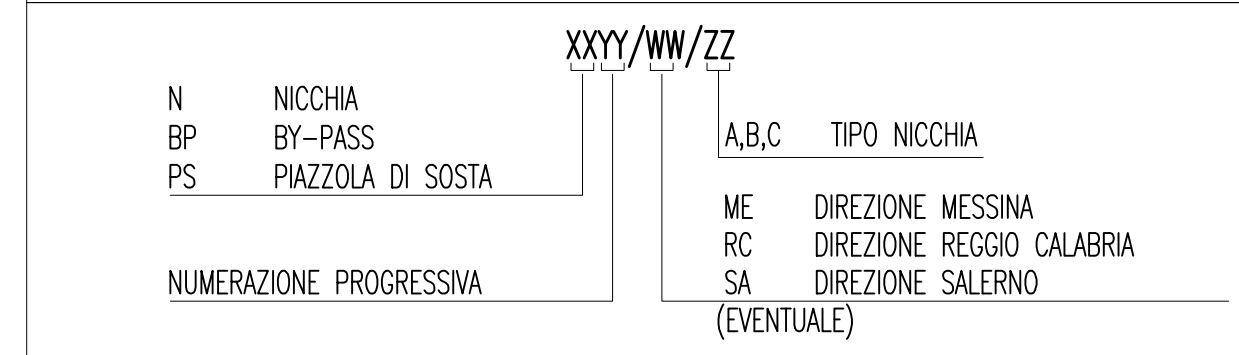 XXYY/WW/ZZ
N NICCHIA
BP BY-PASS
PS PIAZZOLA DI SOSTA
NUMERAZIONE PROGRESSIVA
A,B,C TIPO NICCHIA
ME DIREZIONE MESSINA
RC DIREZIONE REGGIO CALABRIA
SA DIREZIONE SALERNO
(EVENTUALE)